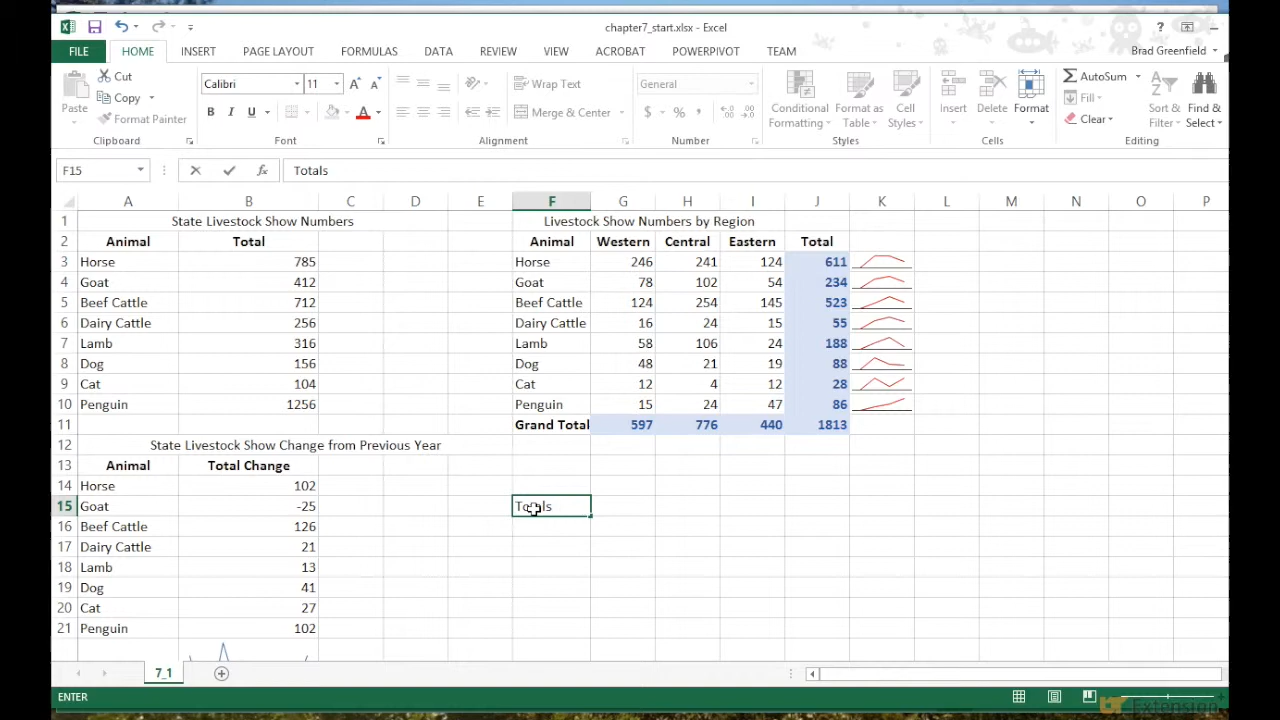 chapter7_start.xlsx - Excel
?
FILE HOME INSERT PAGE LAYOUT FORMULAS DATA REVIEW VIEW ACROBAT POWERPIVOT TEAM Brad Greenfield
Paste Cut Copy Format Painter Clipboard
Calibri 11 B I U Font
Wrap Text Merge & Center Alignment
General $ % , Number
Conditional Formatting Format as Table Cell Styles Styles
Insert Delete Format Cells
AutoSum Fill Clear Sort & Filter Find & Select Editing
F15 fx Totals
A B C D E F G H I J K L M N O P
1 State Livestock Show Numbers Livestock Show Numbers by Region
2 Animal Total Animal Western Central Eastern Total
3 Horse 785 Horse 246 241 124 611
4 Goat 412 Goat 78 102 54 234
5 Beef Cattle 712 Beef Cattle 124 254 145 523
6 Dairy Cattle 256 Dairy Cattle 16 24 15 55
7 Lamb 316 Lamb 58 106 24 188
8 Dog 156 Dog 48 21 19 88
9 Cat 104 Cat 12 4 12 28
10 Penguin 1256 Penguin 15 24 47 86
11 Grand Total 597 776 440 1813
12 State Livestock Show Change from Previous Year
13 Animal Total Change
14 Horse 102
15 Goat -25 Totals
16 Beef Cattle 126
17 Dairy Cattle 21
18 Lamb 13
19 Dog 41
20 Cat 27
21 Penguin 102
7_1
ENTER
Extension